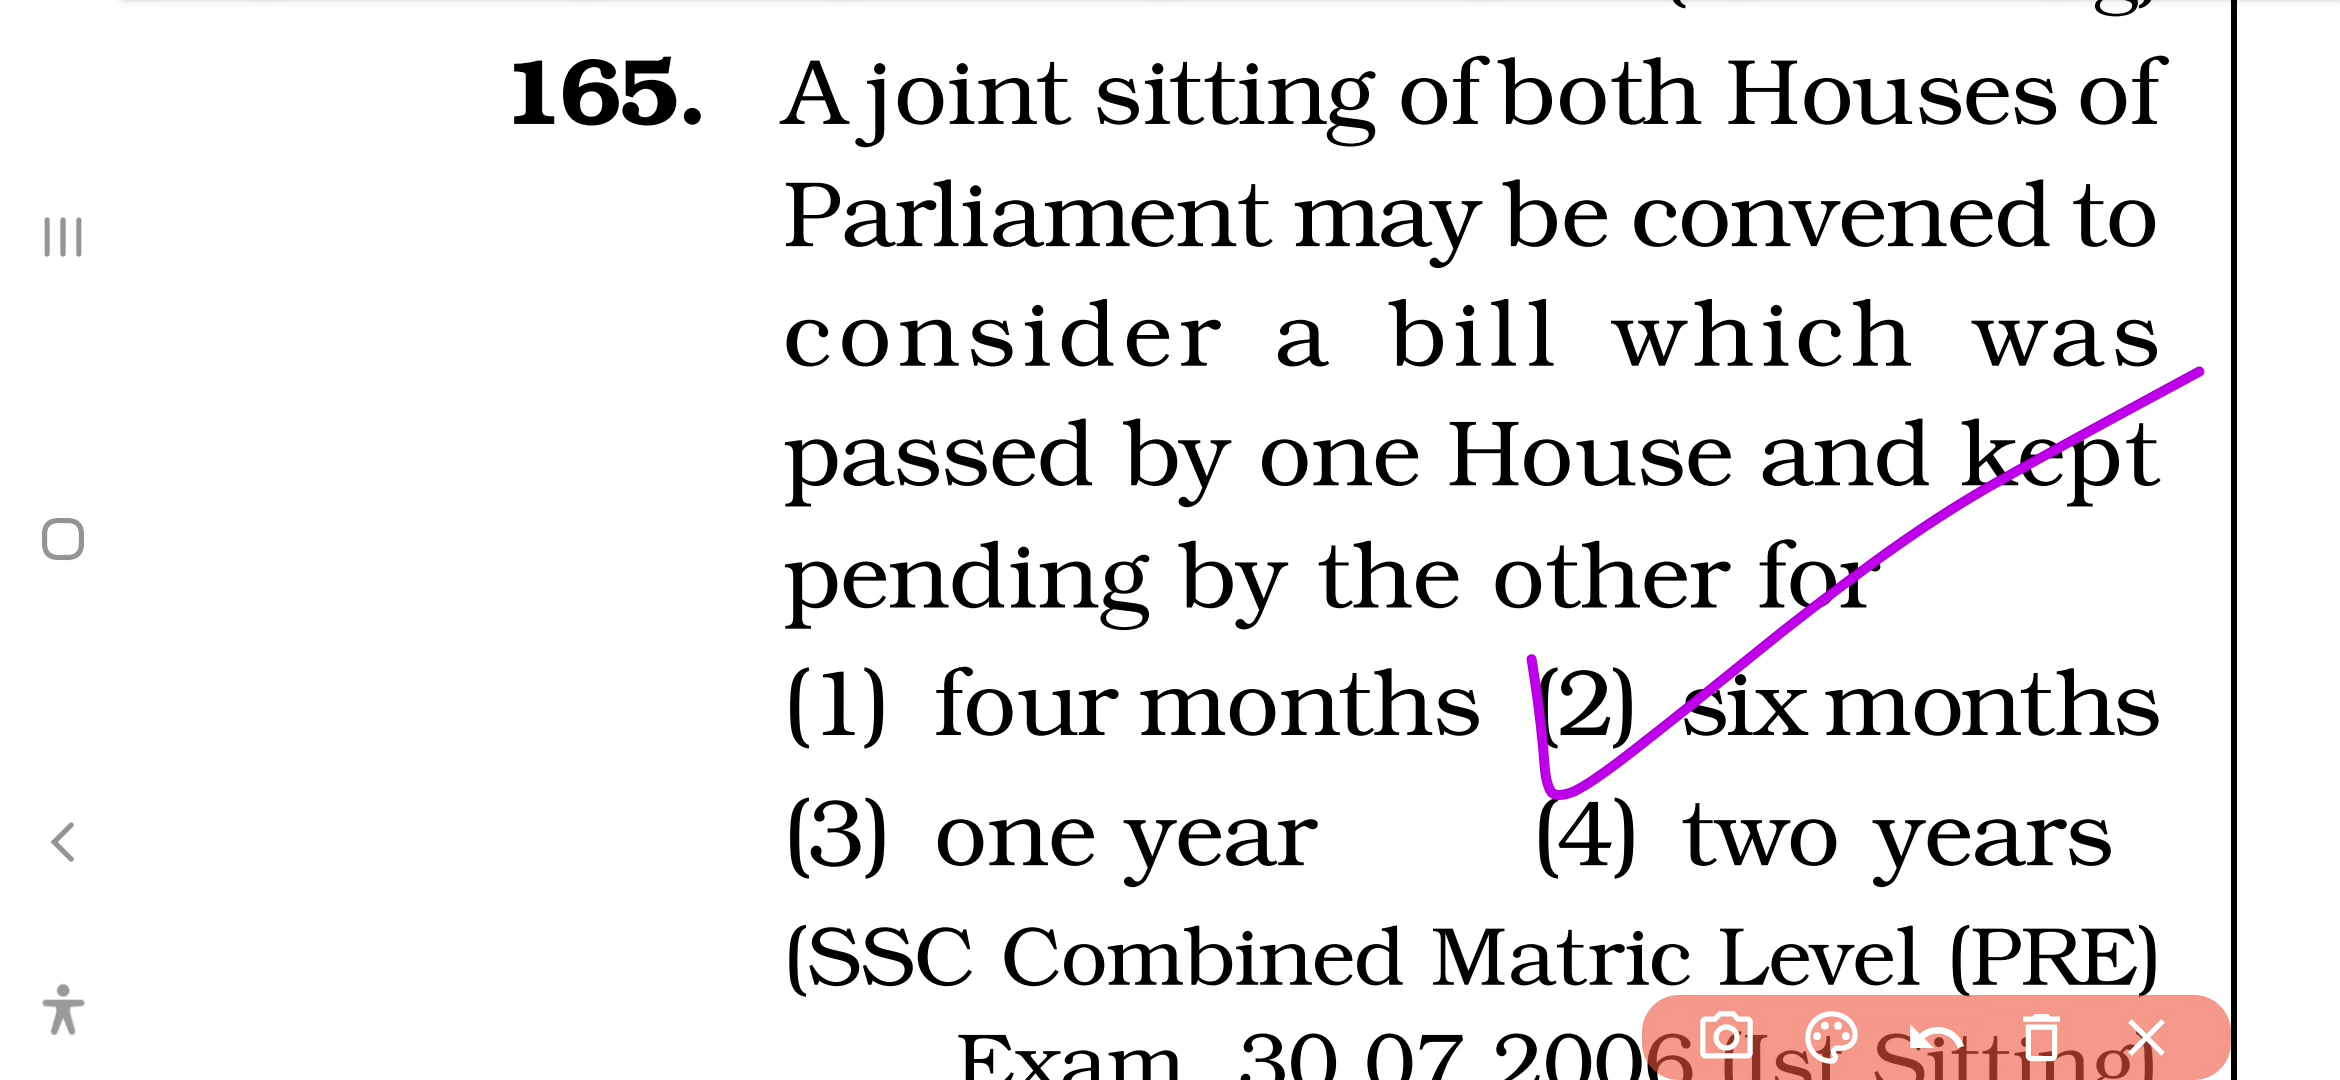 165. A joint sitting of both Houses of
Parliament may be convened to
consider a bill which was
passed by one House and kept
pending by the other for
(1) four months (2) six months
(3) one year (4) two years
(SSC Combined Matric Level (PRE)
Exam. 30.07.2006 (Ist Sitting)